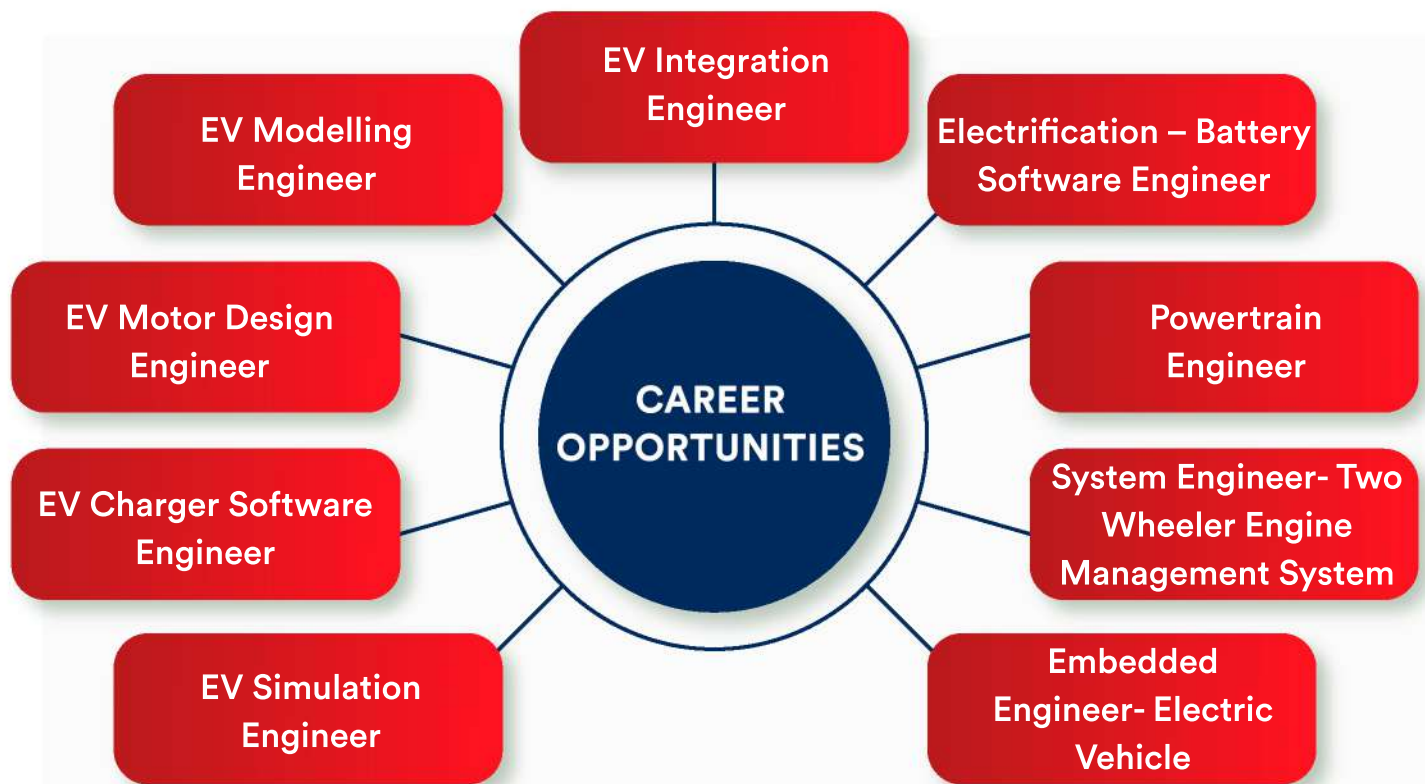 EV Integration
Engineer
EV Modelling
Engineer
Electrification – Battery
Software Engineer
EV Motor Design
Engineer
Powertrain
Engineer
CAREER
OPPORTUNITIES
EV Charger Software
Engineer
System Engineer- Two
Wheeler Engine
Management System
EV Simulation
Engineer
Embedded
Engineer- Electric
Vehicle